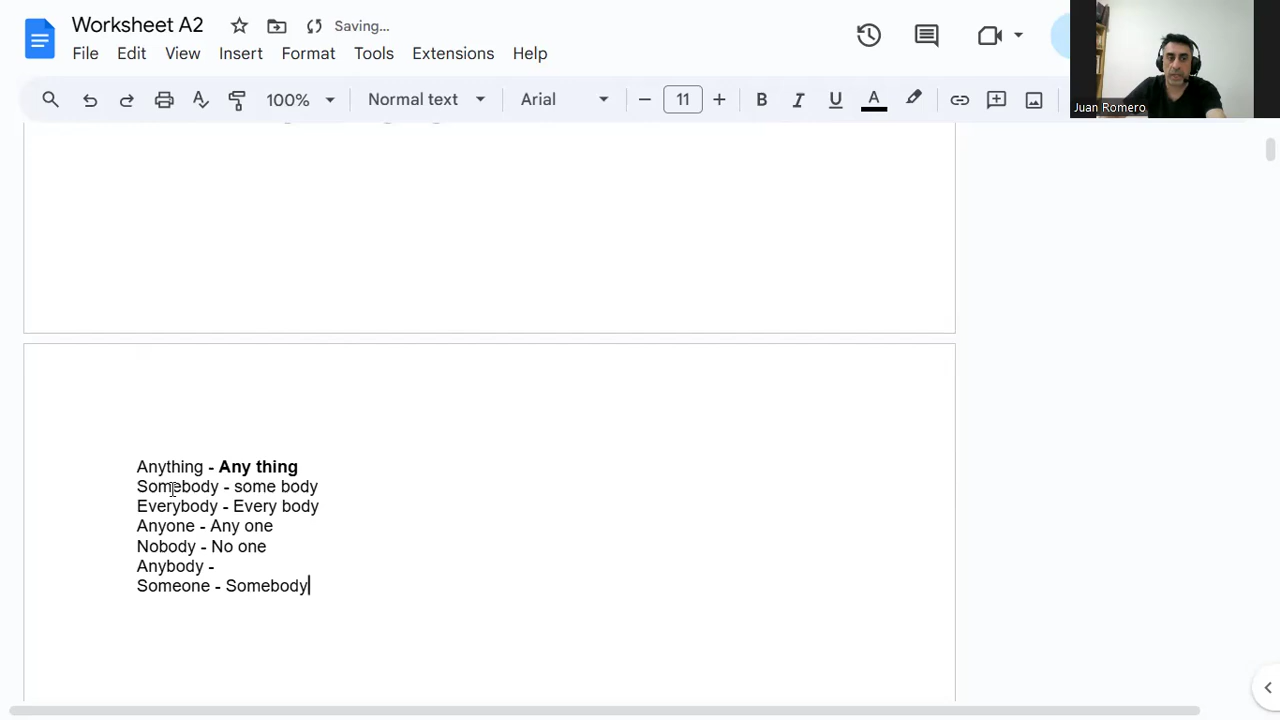 Worksheet A2
Saving...
File Edit View Insert Format Tools Extensions Help
100% Normal text Arial 11 B I U A
Juan Romero
Anything - Any thing
Somebody - some body
Everybody - Every body
Anyone - Any one
Nobody - No one
Anybody -
Someone - Somebody